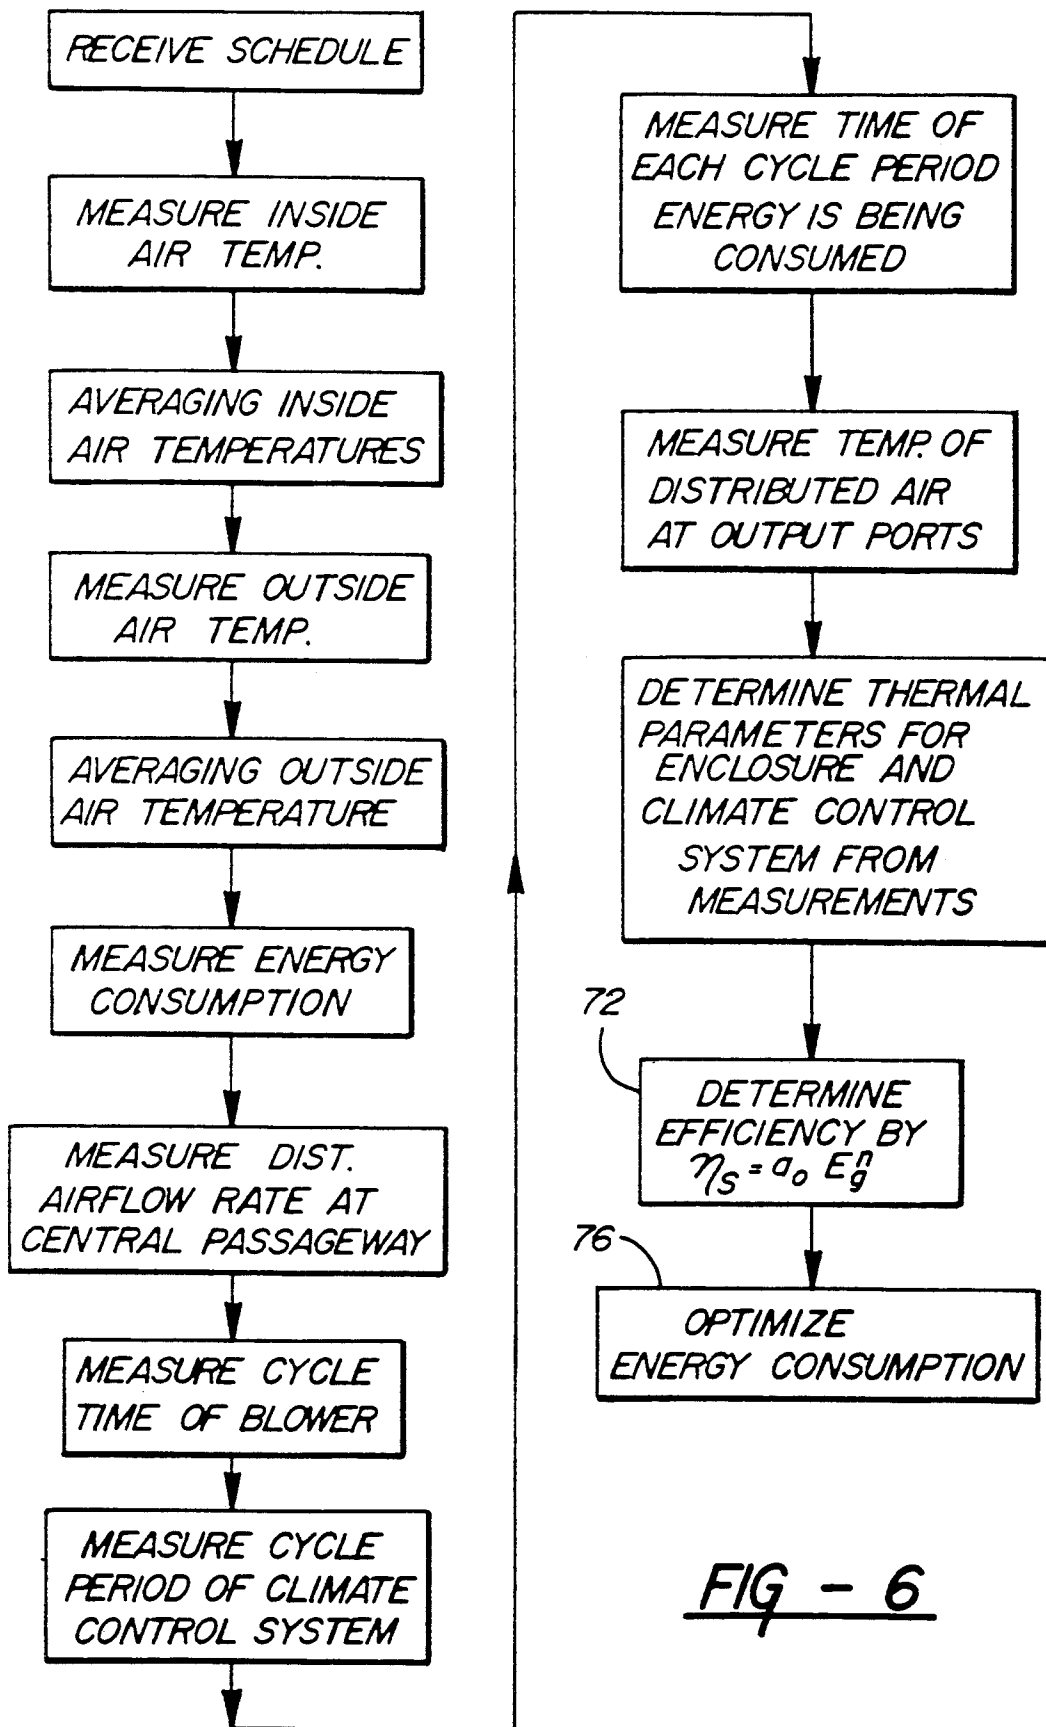 RECEIVE SCHEDULE
MEASURE INSIDE
AIR TEMP.
AVERAGING INSIDE
AIR TEMPERATURES
MEASURE OUTSIDE
AIR TEMP.
AVERAGING OUTSIDE
AIR TEMPERATURE
MEASURE ENERGY
CONSUMPTION
MEASURE DIST.
AIRFLOW RATE AT
CENTRAL PASSAGEWAY
MEASURE CYCLE
TIME OF BLOWER
MEASURE CYCLE
PERIOD OF CLIMATE
CONTROL SYSTEM
MEASURE TIME OF
EACH CYCLE PERIOD
ENERGY IS BEING
CONSUMED
MEASURE TEMP. OF
DISTRIBUTED AIR
AT OUTPUT PORTS
DETERMINE THERMAL
PARAMETERS FOR
ENCLOSURE AND
CLIMATE CONTROL
SYSTEM FROM
MEASUREMENTS
72
DETERMINE
EFFICIENCY BY
η_S = a_o E_g^n
76
OPTIMIZE
ENERGY CONSUMPTION
FIG - 6